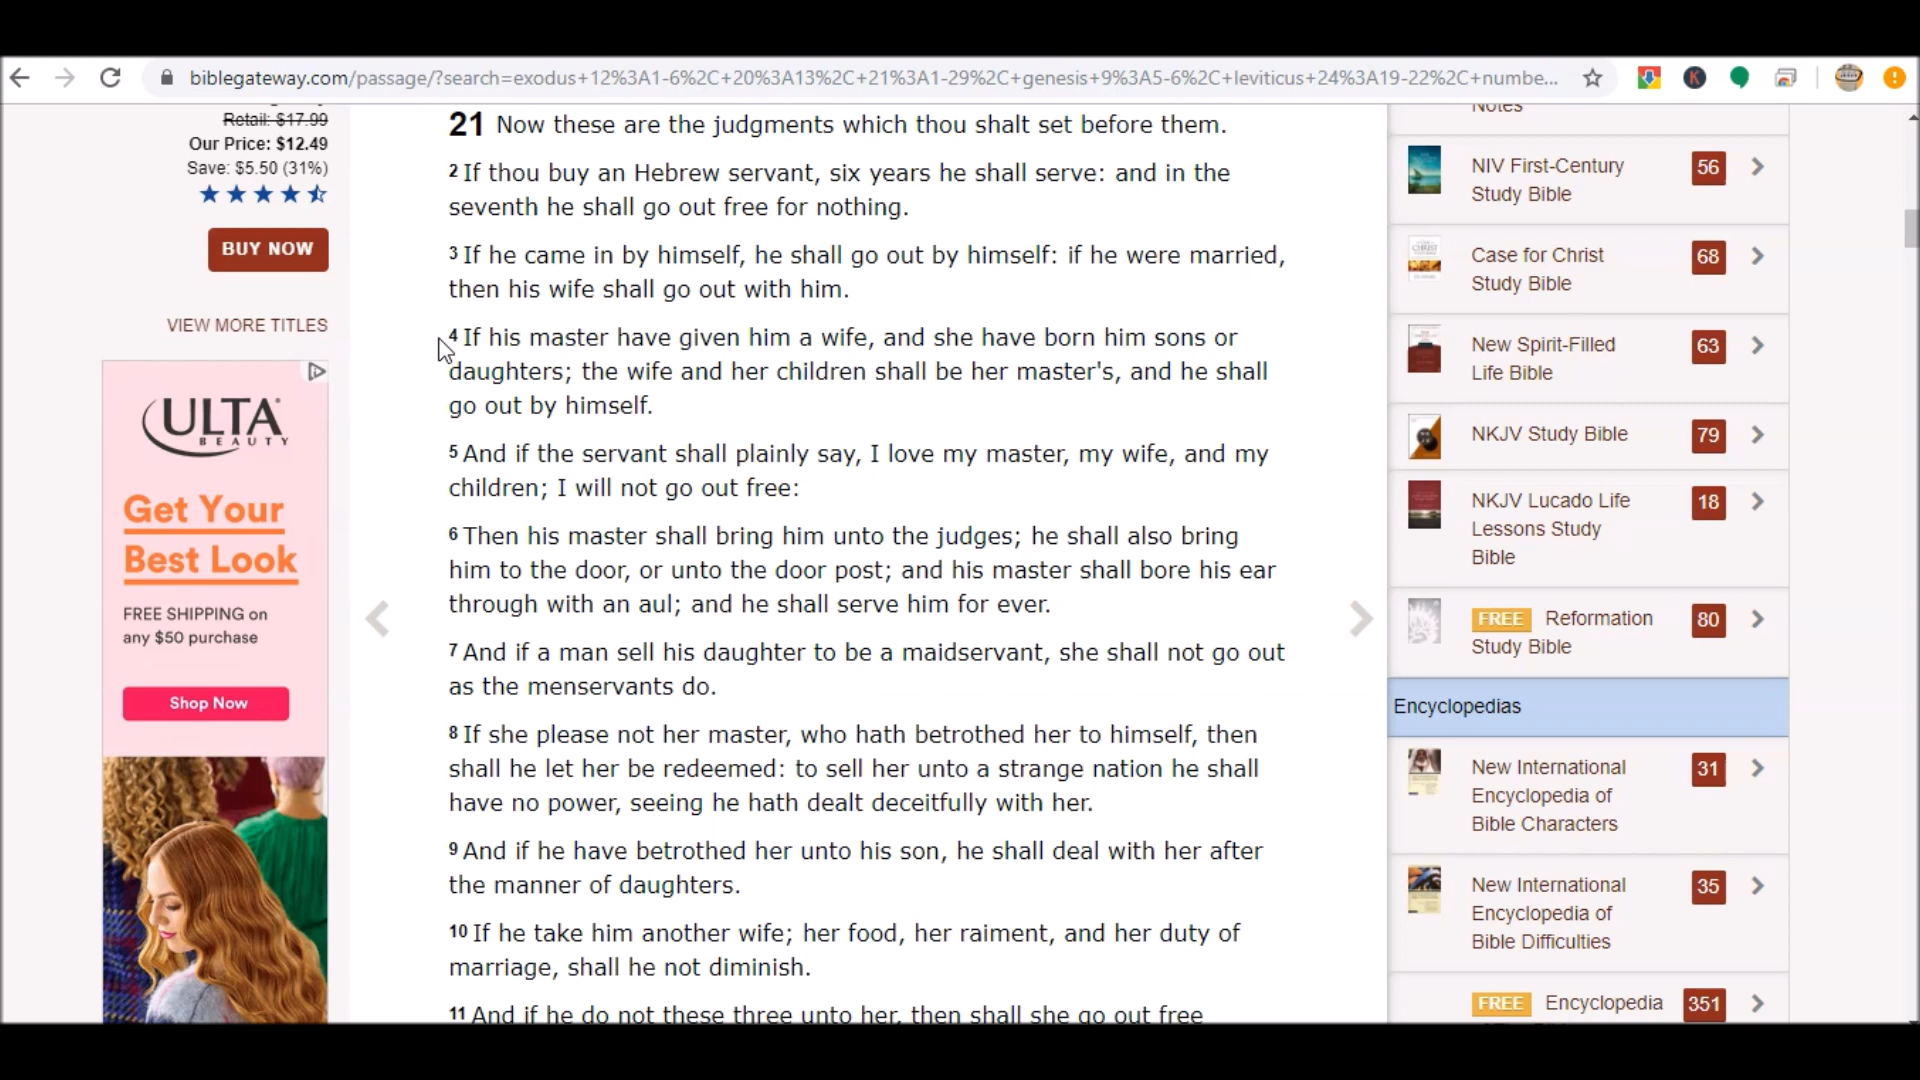 biblegateway.com/passage/?search=exodus+12%3A1-6%2C+20%3A13%2C+21%3A1-29%2C+genesis+9%3A5-6%2C+leviticus+24%3A19-22%2C+numbe...
Retail: $17.99
Our Price: $12.49
Save: $5.50 (31%)
BUY NOW
VIEW MORE TITLES
ULTA
BEAUTY
Get Your
Best Look
FREE SHIPPING on
any $50 purchase
Shop Now
21 Now these are the judgments which thou shalt set before them.
2 If thou buy an Hebrew servant, six years he shall serve: and in the
seventh he shall go out free for nothing.
3 If he came in by himself, he shall go out by himself: if he were married,
then his wife shall go out with him.
4 If his master have given him a wife, and she have born him sons or
daughters; the wife and her children shall be her master's, and he shall
go out by himself.
5 And if the servant shall plainly say, I love my master, my wife, and my
children; I will not go out free:
6 Then his master shall bring him unto the judges; he shall also bring
him to the door, or unto the door post; and his master shall bore his ear
through with an aul; and he shall serve him for ever.
7 And if a man sell his daughter to be a maidservant, she shall not go out
as the menservants do.
8 If she please not her master, who hath betrothed her to himself, then
shall he let her be redeemed: to sell her unto a strange nation he shall
have no power, seeing he hath dealt deceitfully with her.
9 And if he have betrothed her unto his son, he shall deal with her after
the manner of daughters.
10 If he take him another wife; her food, her raiment, and her duty of
marriage, shall he not diminish.
11 And if he do not these three unto her, then shall she go out free
Notes
NIV First-Century 56
Study Bible
Case for Christ 68
Study Bible
New Spirit-Filled 63
Life Bible
NKJV Study Bible 79
NKJV Lucado Life 18
Lessons Study
Bible
FREE Reformation 80
Study Bible
Encyclopedias
New International 31
Encyclopedia of
Bible Characters
New International 35
Encyclopedia of
Bible Difficulties
FREE Encyclopedia 351